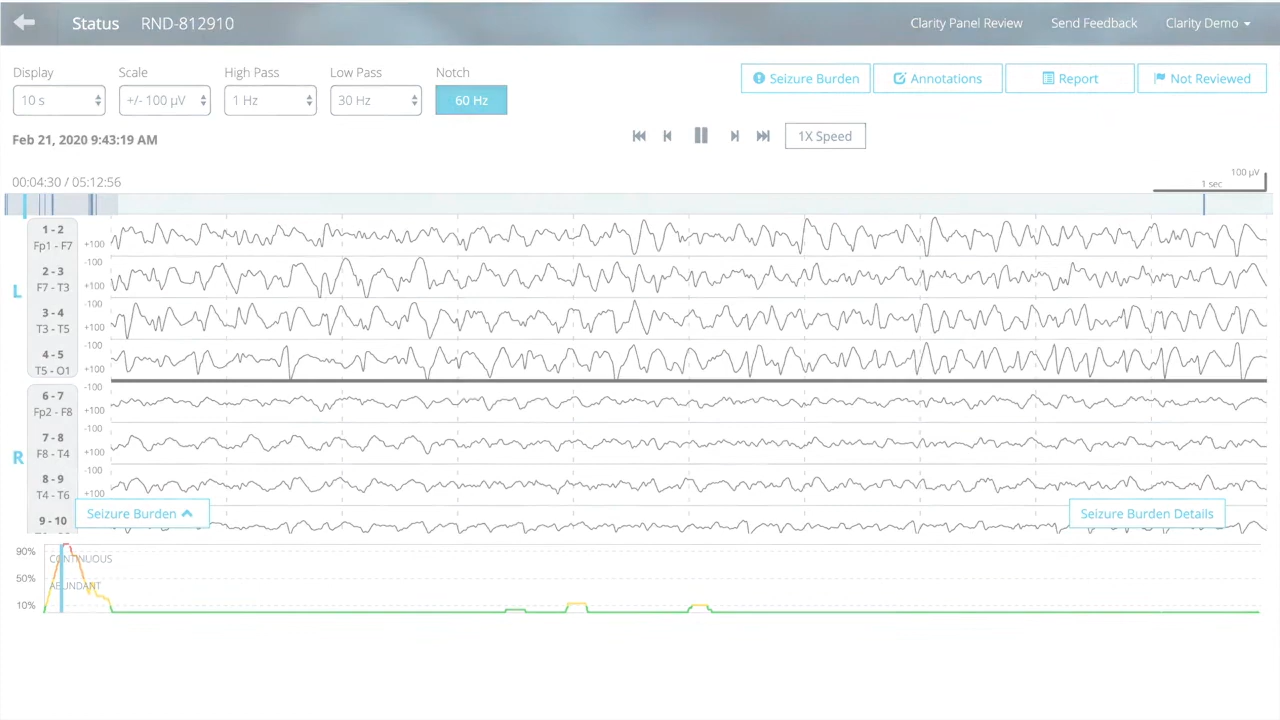 Status RND-812910 Clarity Panel Review Send Feedback Clarity Demo
Display Scale High Pass Low Pass Notch
10 s +/- 100 µV 1 Hz 30 Hz 60 Hz
Seizure Burden Annotations Report Not Reviewed
Feb 21, 2020 9:43:19 AM
1X Speed
00:04:30 / 05:12:56
100 µV
1 sec
1 - 2
Fp1 - F7
+100
-100
2 - 3
F7 - T3
+100
-100
3 - 4
T3 - T5
+100
-100
4 - 5
T5 - O1
+100
L
-100
6 - 7
Fp2 - F8
+100
-100
7 - 8
F8 - T4
+100
-100
8 - 9
T4 - T6
+100
R
9 - 10
Seizure Burden
Seizure Burden Details
90%
CONTINUOUS
50%
ABUNDANT
10%